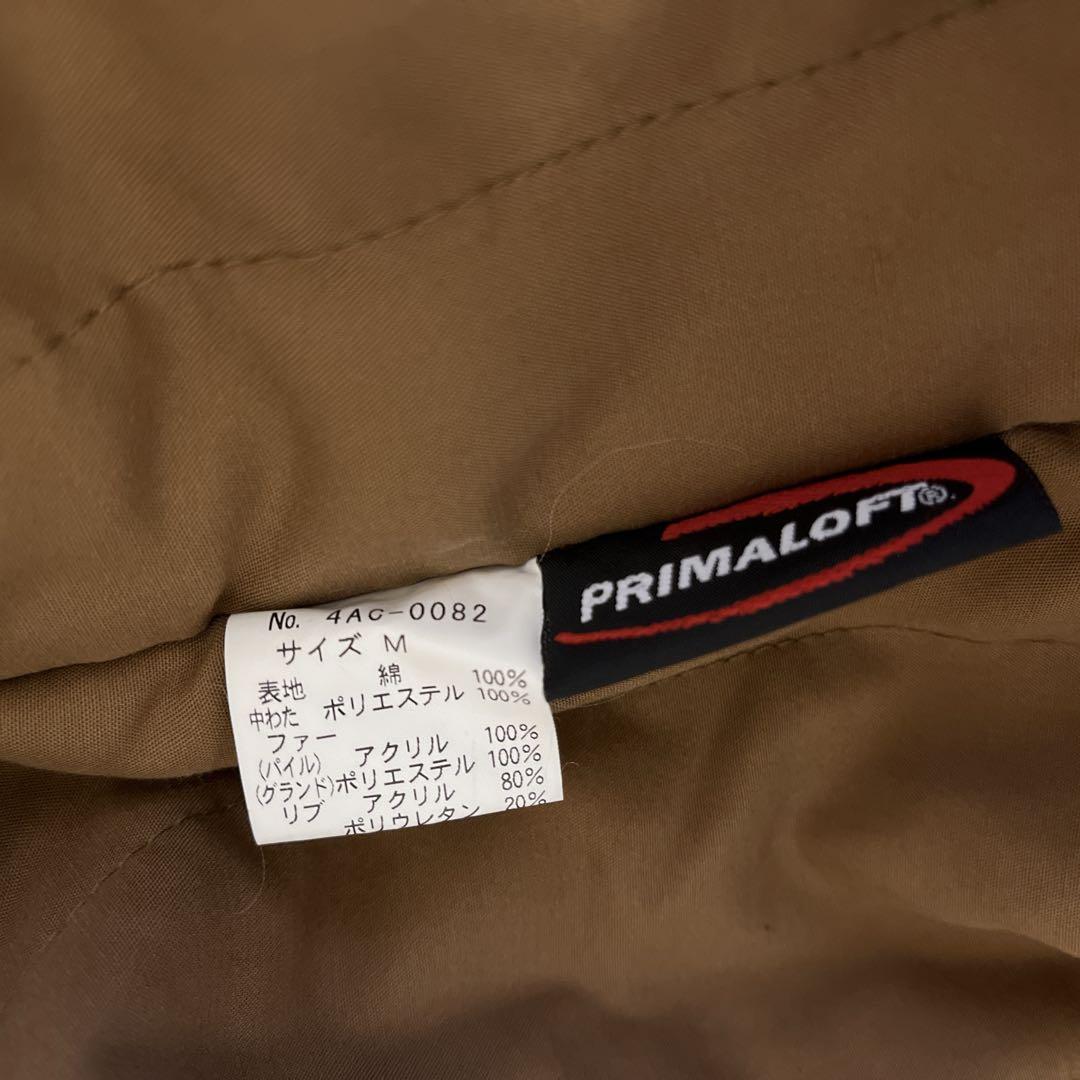 No. 4AC-0082
サイズ M
表地 綿 100%
中わた ポリエステル 100%
ファー
(パイル) アクリル 100%
(グランド)ポリエステル 100%
リブ アクリル 80%
ポリウレタン 20%
PRIMALOFT®